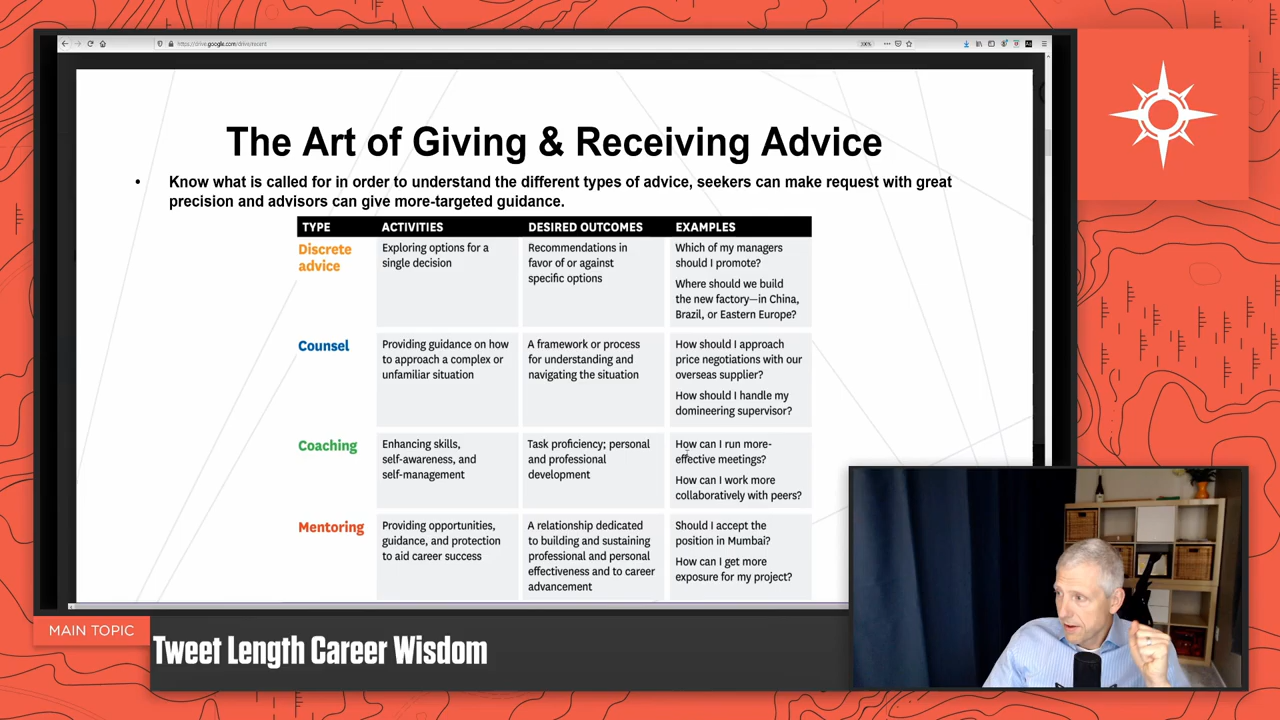 https://drive.google.com/drive/recent
200%
The Art of Giving & Receiving Advice
• Know what is called for in order to understand the different types of advice, seekers can make request with great
precision and advisors can give more-targeted guidance.
TYPE ACTIVITIES DESIRED OUTCOMES EXAMPLES
Discrete
advice
Exploring options for a
single decision
Recommendations in
favor of or against
specific options
Which of my managers
should I promote?
Where should we build
the new factory—in China,
Brazil, or Eastern Europe?
Counsel
Providing guidance on how
to approach a complex or
unfamiliar situation
A framework or process
for understanding and
navigating the situation
How should I approach
price negotiations with our
overseas supplier?
How should I handle my
domineering supervisor?
Coaching
Enhancing skills,
self-awareness, and
self-management
Task proficiency; personal
and professional
development
How can I run more-
effective meetings?
How can I work more
collaboratively with peers?
Mentoring
Providing opportunities,
guidance, and protection
to aid career success
A relationship dedicated
to building and sustaining
professional and personal
effectiveness and to career
advancement
Should I accept the
position in Mumbai?
How can I get more
exposure for my project?
MAIN TOPIC
Tweet Length Career Wisdom